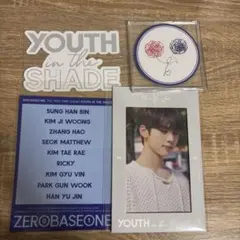 YOUTH
in the
SHADE
SUNG HAN BIN
KIM JI WOONG
ZHANG HAO
SEOK MATTHEW
KIM TAE RAE
RICKY
KIM GYU VIN
PARK GUN WOOK
HAN YU JIN
ZEROBASEONE
YOUTH